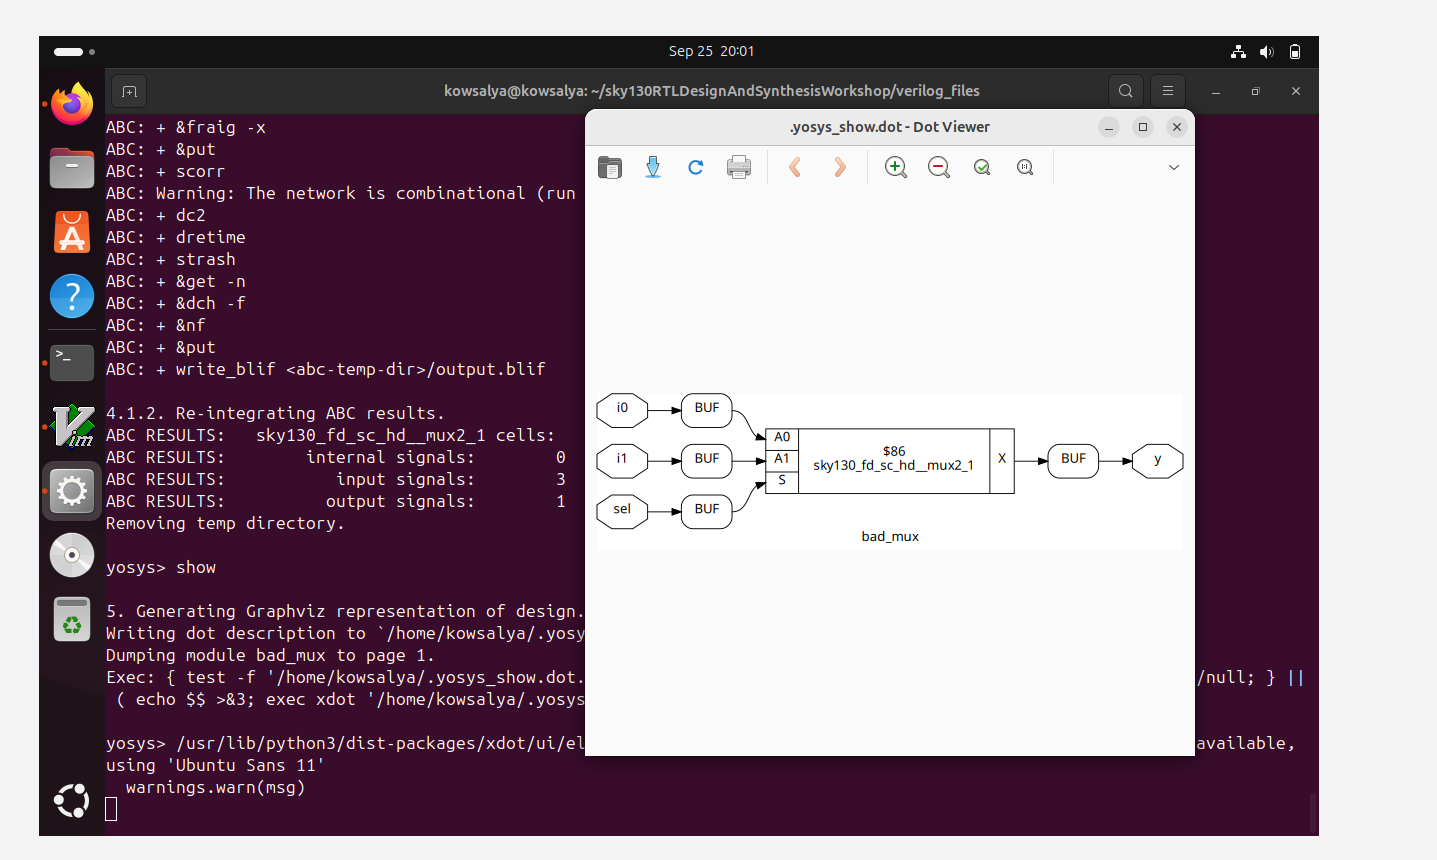 Sep 25  20:01
kowsalya@kowsalya: ~/sky130RTLDesignAndSynthesisWorkshop/verilog_files
ABC: + &fraig -x
ABC: + &put
ABC: + scorr
ABC: Warning: The network is combinational (run
ABC: + dc2
ABC: + dretime
ABC: + strash
ABC: + &get -n
ABC: + &dch -f
ABC: + &nf
ABC: + &put
ABC: + write_blif <abc-temp-dir>/output.blif
4.1.2. Re-integrating ABC results.
ABC RESULTS:   sky130_fd_sc_hd__mux2_1 cells:
ABC RESULTS:        internal signals:        0
ABC RESULTS:           input signals:        3
ABC RESULTS:          output signals:        1
Removing temp directory.
yosys> show
5. Generating Graphviz representation of design.
Writing dot description to `/home/kowsalya/.yosy
Dumping module bad_mux to page 1.
Exec: { test -f '/home/kowsalya/.yosys_show.dot. /null; } ||
( echo $$ >&3; exec xdot '/home/kowsalya/.yosys
yosys> /usr/lib/python3/dist-packages/xdot/ui/el available,
using 'Ubuntu Sans 11'
warnings.warn(msg)
.yosys_show.dot - Dot Viewer
i0 BUF
i1 BUF
sel BUF
A0
A1
S
$86
sky130_fd_sc_hd__mux2_1
X
BUF
y
bad_mux
>_
Vim